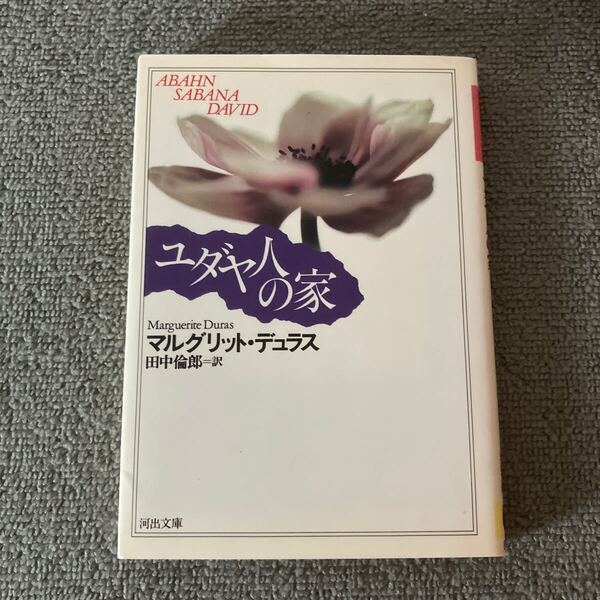 ABAHN
SABANA
DAVID
ユダヤ人
の家
Marguerite Duras
マルグリット・デュラス
田中倫郎=訳
河出文庫